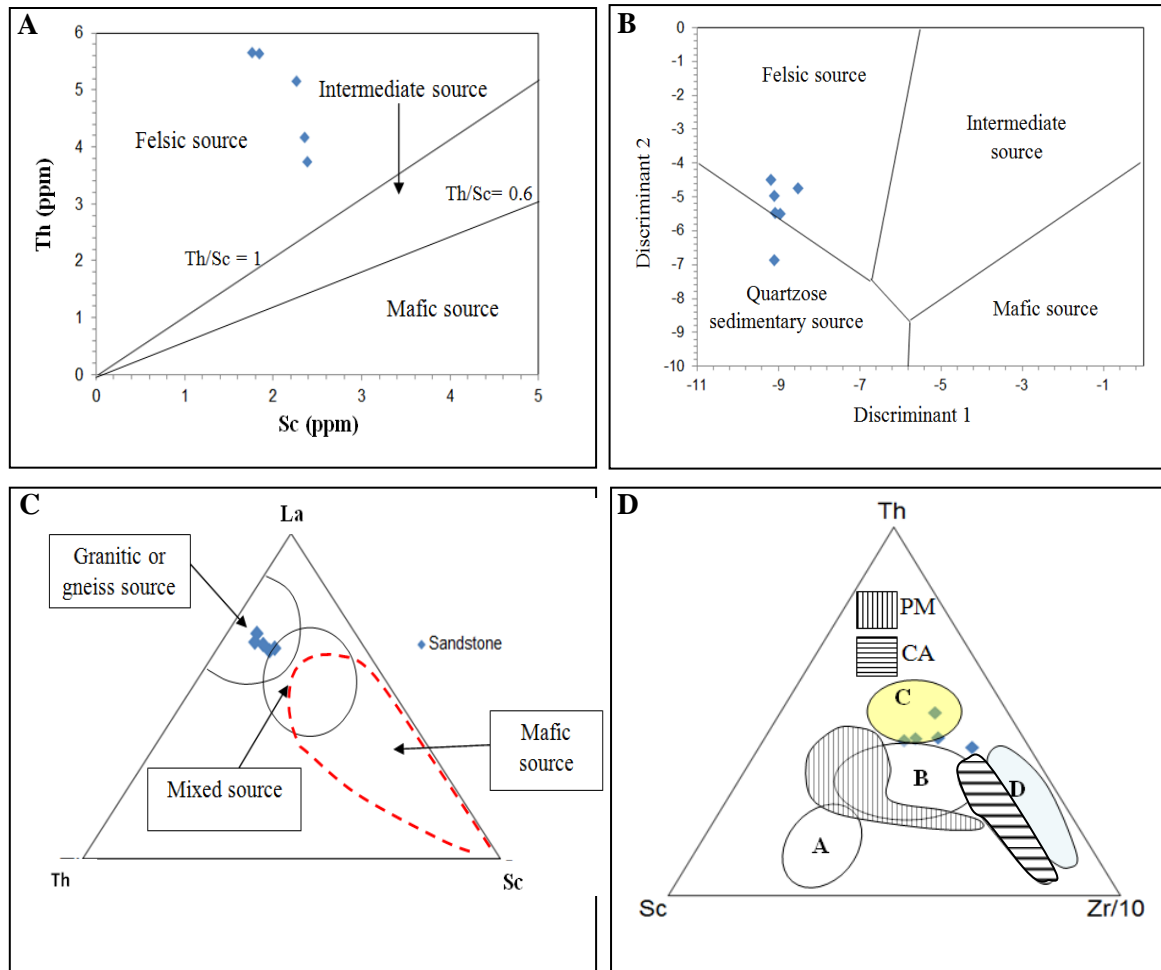 A
Th (ppm)
6
5
4
3
2
1
0
Intermediate source
Felsic source
Th/Sc= 0.6
Th/Sc = 1
Mafic source
0 1 2 3 4 5
Sc (ppm)
B
Discriminant 2
0
-1
-2
-3
-4
-5
-6
-7
-8
-9
-10
Felsic source
Intermediate
source
Quartzose
sedimentary source
Mafic source
-11 -9 -7 -5 -3 -1
Discriminant 1
C
La
Granitic or
gneiss source
Sandstone
Mafic
source
Mixed source
Th
Sc
D
Th
PM
CA
C
B
D
A
Sc
Zr/10